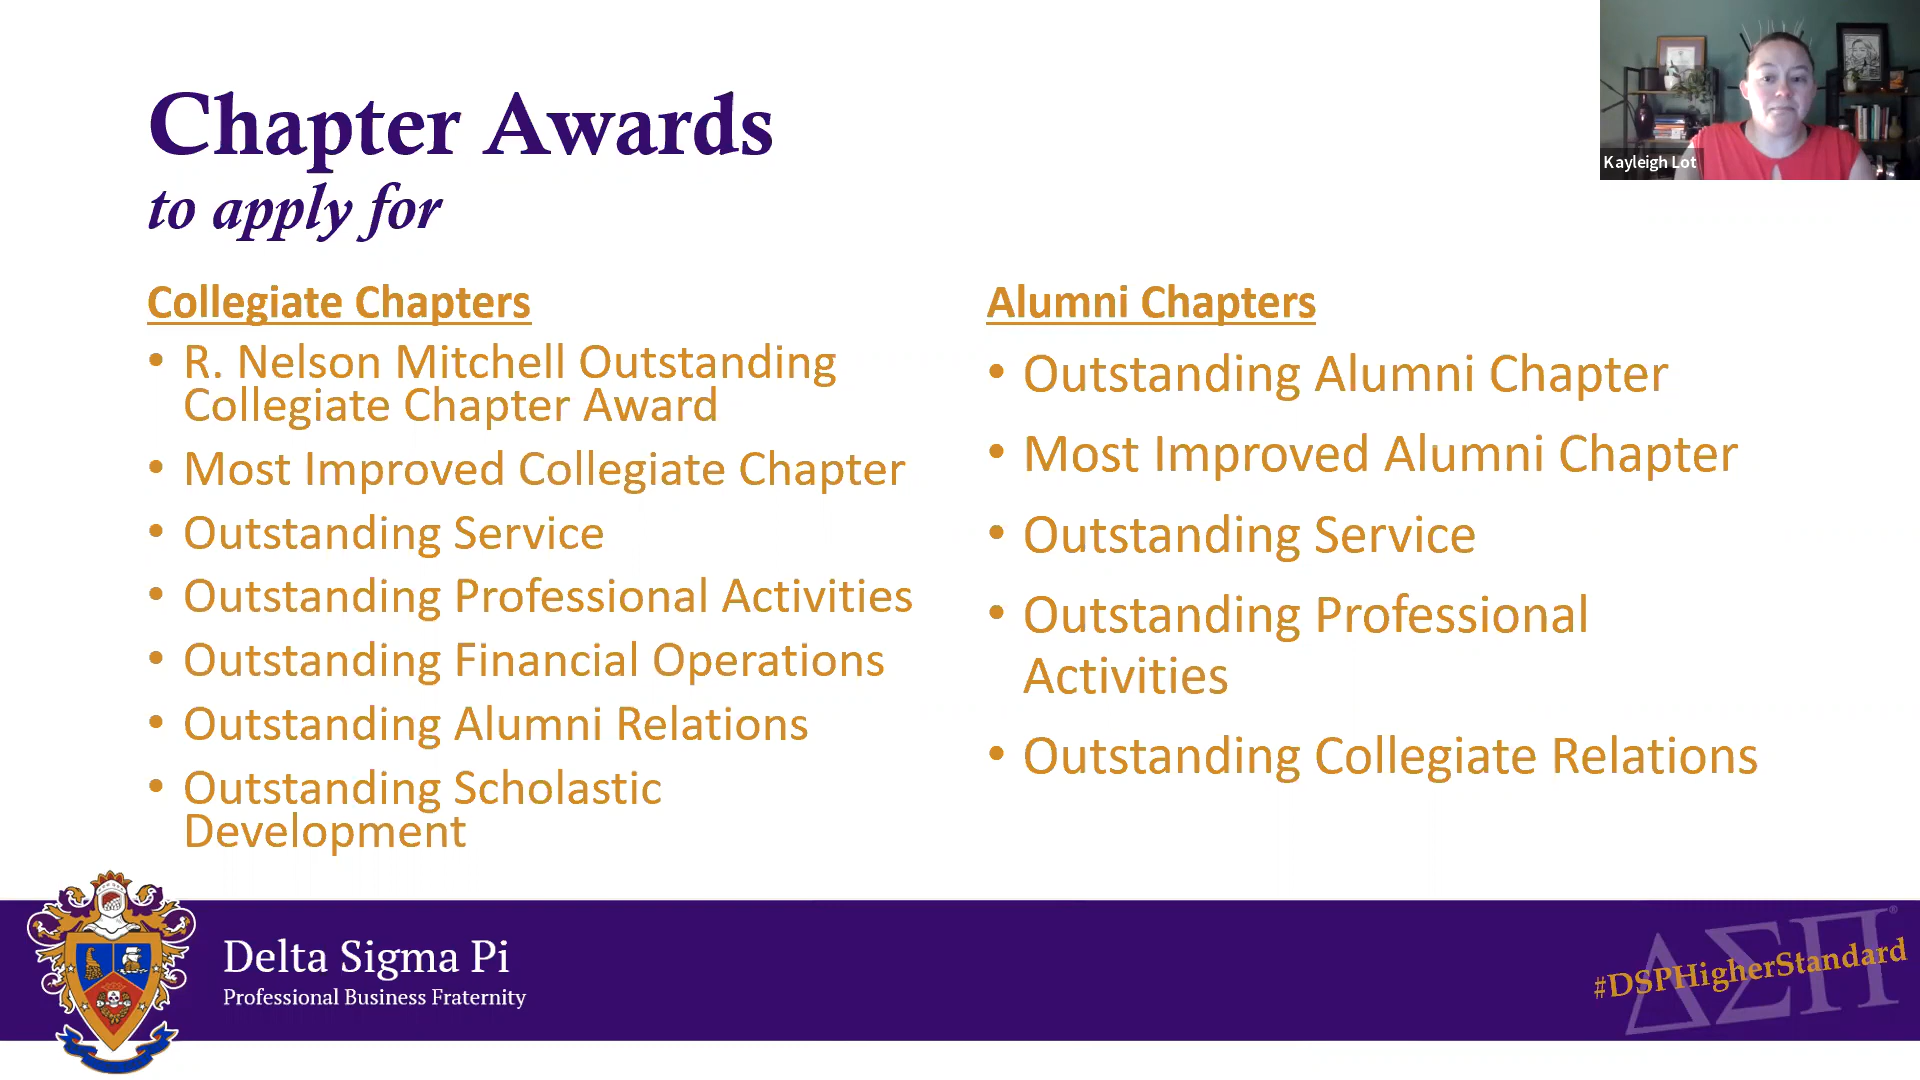 Chapter Awards
to apply for
Kayleigh Lot
Collegiate Chapters
• R. Nelson Mitchell Outstanding
Collegiate Chapter Award
• Most Improved Collegiate Chapter
• Outstanding Service
• Outstanding Professional Activities
• Outstanding Financial Operations
• Outstanding Alumni Relations
• Outstanding Scholastic
Development
Alumni Chapters
• Outstanding Alumni Chapter
• Most Improved Alumni Chapter
• Outstanding Service
• Outstanding Professional
Activities
• Outstanding Collegiate Relations
Delta Sigma Pi
Professional Business Fraternity
ΔΣΠ®
#DSPHigherStandard